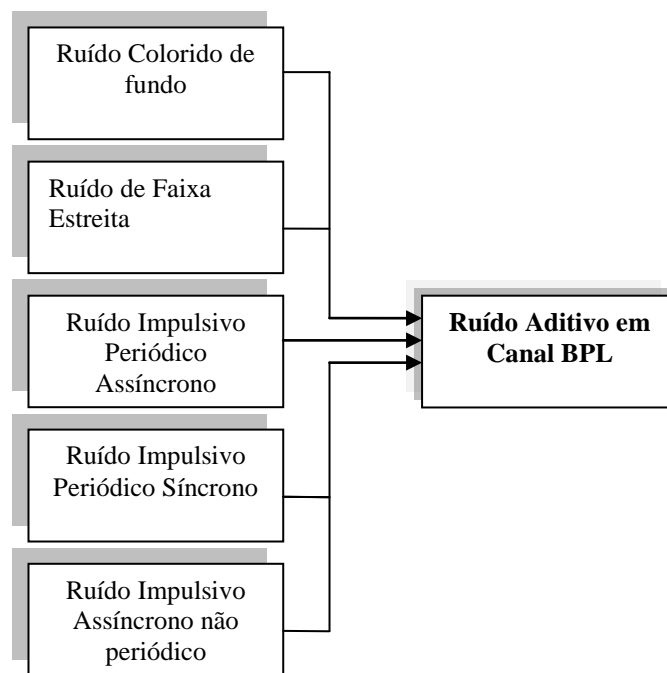 Ruído Colorido de
fundo
Ruído de Faixa
Estreita
Ruído Impulsivo
Periódico
Assíncrono
Ruído Aditivo em
Canal BPL
Ruído Impulsivo
Periódico Síncrono
Ruído Impulsivo
Assíncrono não
periódico